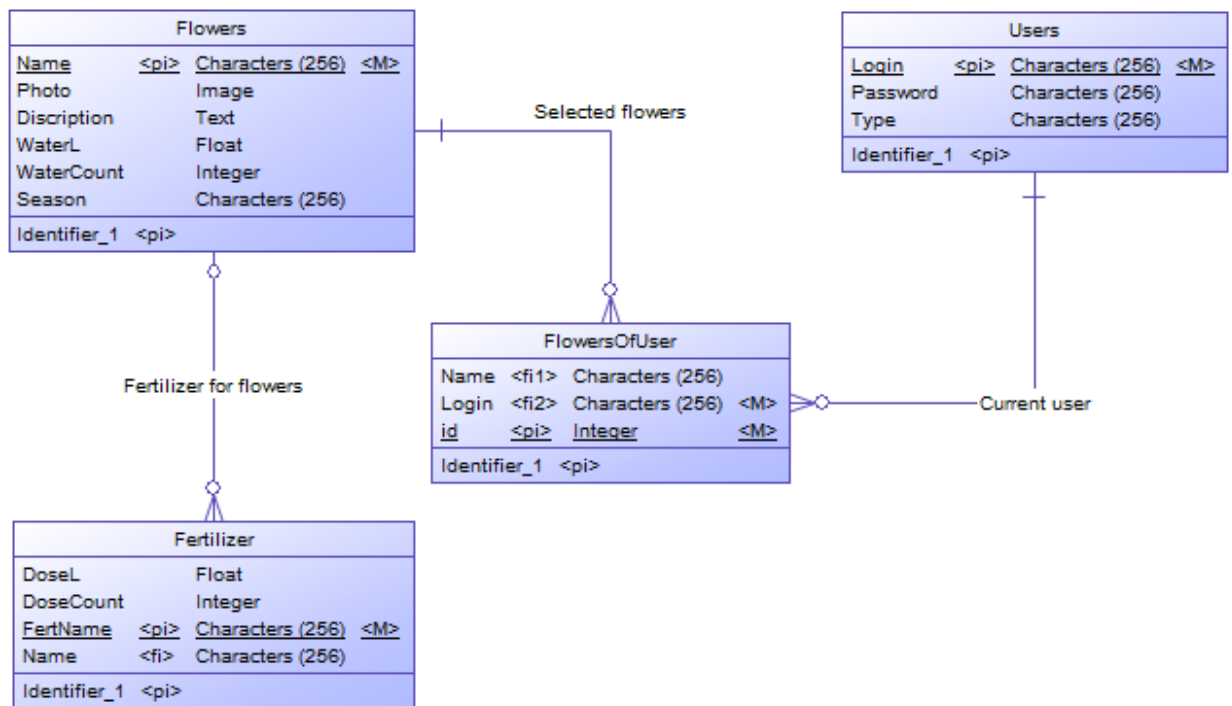 Flowers
Name <pi> Characters (256) <M>
Photo Image
Discription Text
WaterL Float
WaterCount Integer
Season Characters (256)
Identifier_1 <pi>
Users
Login <pi> Characters (256) <M>
Password Characters (256)
Type Characters (256)
Identifier_1 <pi>
Selected flowers
FlowersOfUser
Name <fi1> Characters (256)
Login <fi2> Characters (256) <M>
id <pi> Integer <M>
Identifier_1 <pi>
Fertilizer for flowers
Current user
Fertilizer
DoseL Float
DoseCount Integer
FertName <pi> Characters (256) <M>
Name <fi> Characters (256)
Identifier_1 <pi>